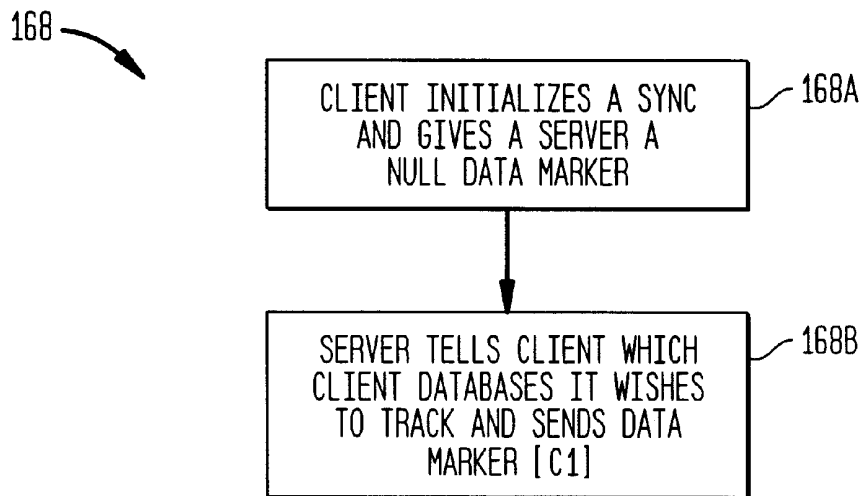 168
CLIENT INITIALIZES A SYNC
AND GIVES A SERVER A
NULL DATA MARKER
168A
SERVER TELLS CLIENT WHICH
CLIENT DATABASES IT WISHES
TO TRACK AND SENDS DATA
MARKER [C1]
168B